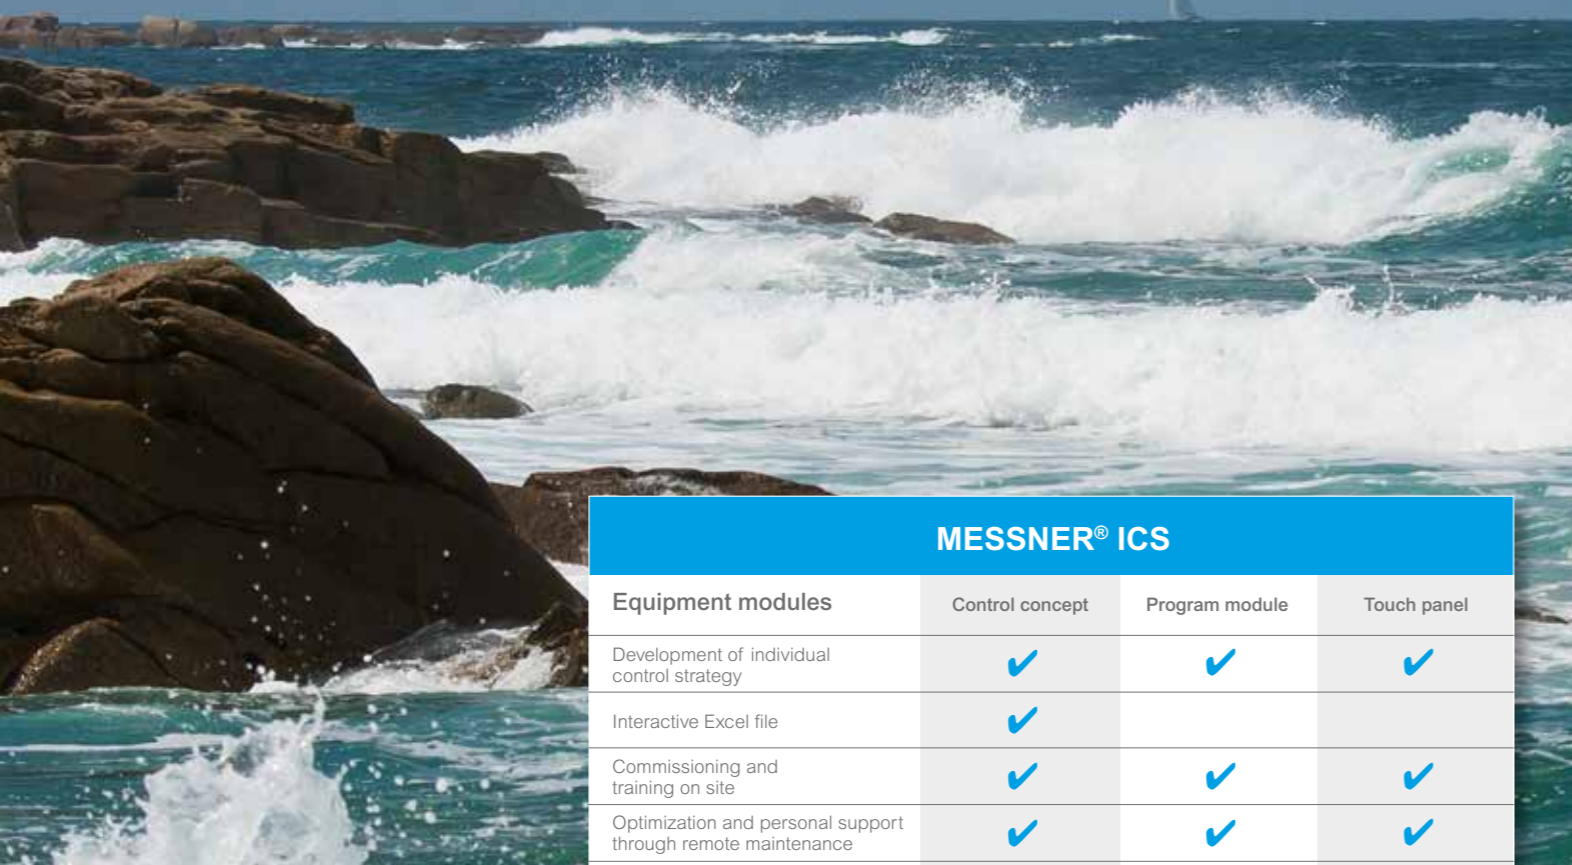 MESSNER® ICS
Equipment modules Control concept Program module Touch panel
Development of individual
control strategy ✔ ✔ ✔
Interactive Excel file ✔
Commissioning and
training on site ✔ ✔ ✔
Optimization and personal support
through remote maintenance ✔ ✔ ✔